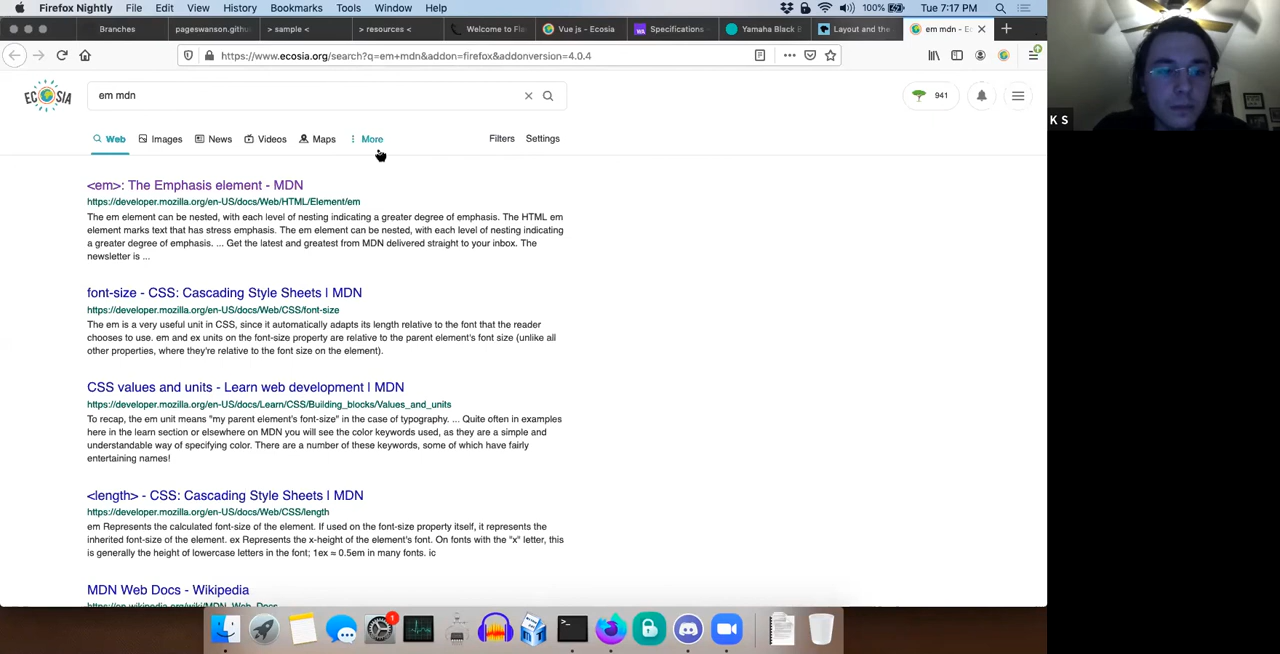 Firefox Nightly File Edit View History Bookmarks Tools Window Help 100% Tue 7:17 PM
Branches pageswanson.git > sample < > resources < Welcome to Fla Vue js - Ecosia Specifications Yamaha Black B Layout and the em mdn - Ec
https://www.ecosia.org/search?q=em+mdn&addon=firefox&addonversion=4.0.4
K S
ECOSIA em mdn 941
Web Images News Videos Maps More Filters Settings
<em>: The Emphasis element - MDN
https://developer.mozilla.org/en-US/docs/Web/HTML/Element/em
The em element can be nested, with each level of nesting indicating a greater degree of emphasis. The HTML em
element marks text that has stress emphasis. The em element can be nested, with each level of nesting indicating
a greater degree of emphasis. ... Get the latest and greatest from MDN delivered straight to your inbox. The
newsletter is ...
font-size - CSS: Cascading Style Sheets | MDN
https://developer.mozilla.org/en-US/docs/Web/CSS/font-size
The em is a very useful unit in CSS, since it automatically adapts its length relative to the font that the reader
chooses to use. em and ex units on the font-size property are relative to the parent element's font size (unlike all
other properties, where they're relative to the font size on the element).
CSS values and units - Learn web development | MDN
https://developer.mozilla.org/en-US/docs/Learn/CSS/Building_blocks/Values_and_units
To recap, the em unit means "my parent element's font-size" in the case of typography. ... Quite often in examples
here in the learn section or elsewhere on MDN you will see the color keywords used, as they are a simple and
understandable way of specifying color. There are a number of these keywords, some of which have fairly
entertaining names!
<length> - CSS: Cascading Style Sheets | MDN
https://developer.mozilla.org/en-US/docs/Web/CSS/length
em Represents the calculated font-size of the element. If used on the font-size property itself, it represents the
inherited font-size of the element. ex Represents the x-height of the element's font. On fonts with the "x" letter, this
is generally the height of lowercase letters in the font; 1ex ≈ 0.5em in many fonts. ic
MDN Web Docs - Wikipedia
https://en.wikipedia.org/wiki/MDN_Web_Docs
1